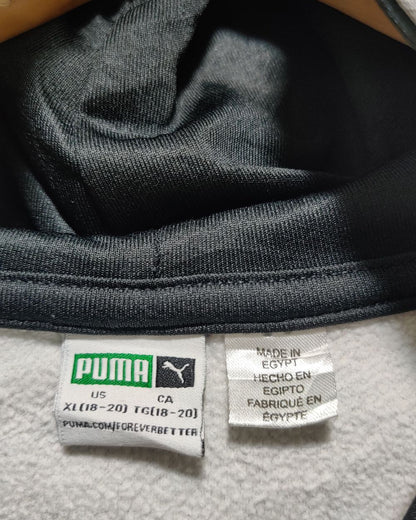 PUMA
US CA
XL(18-20) TG(18-20)
PUMA.COM/FOREVERBETTER
MADE IN
EGYPT
HECHO EN
EGIPTO
FABRIQUÉ EN
ÉGYPTE